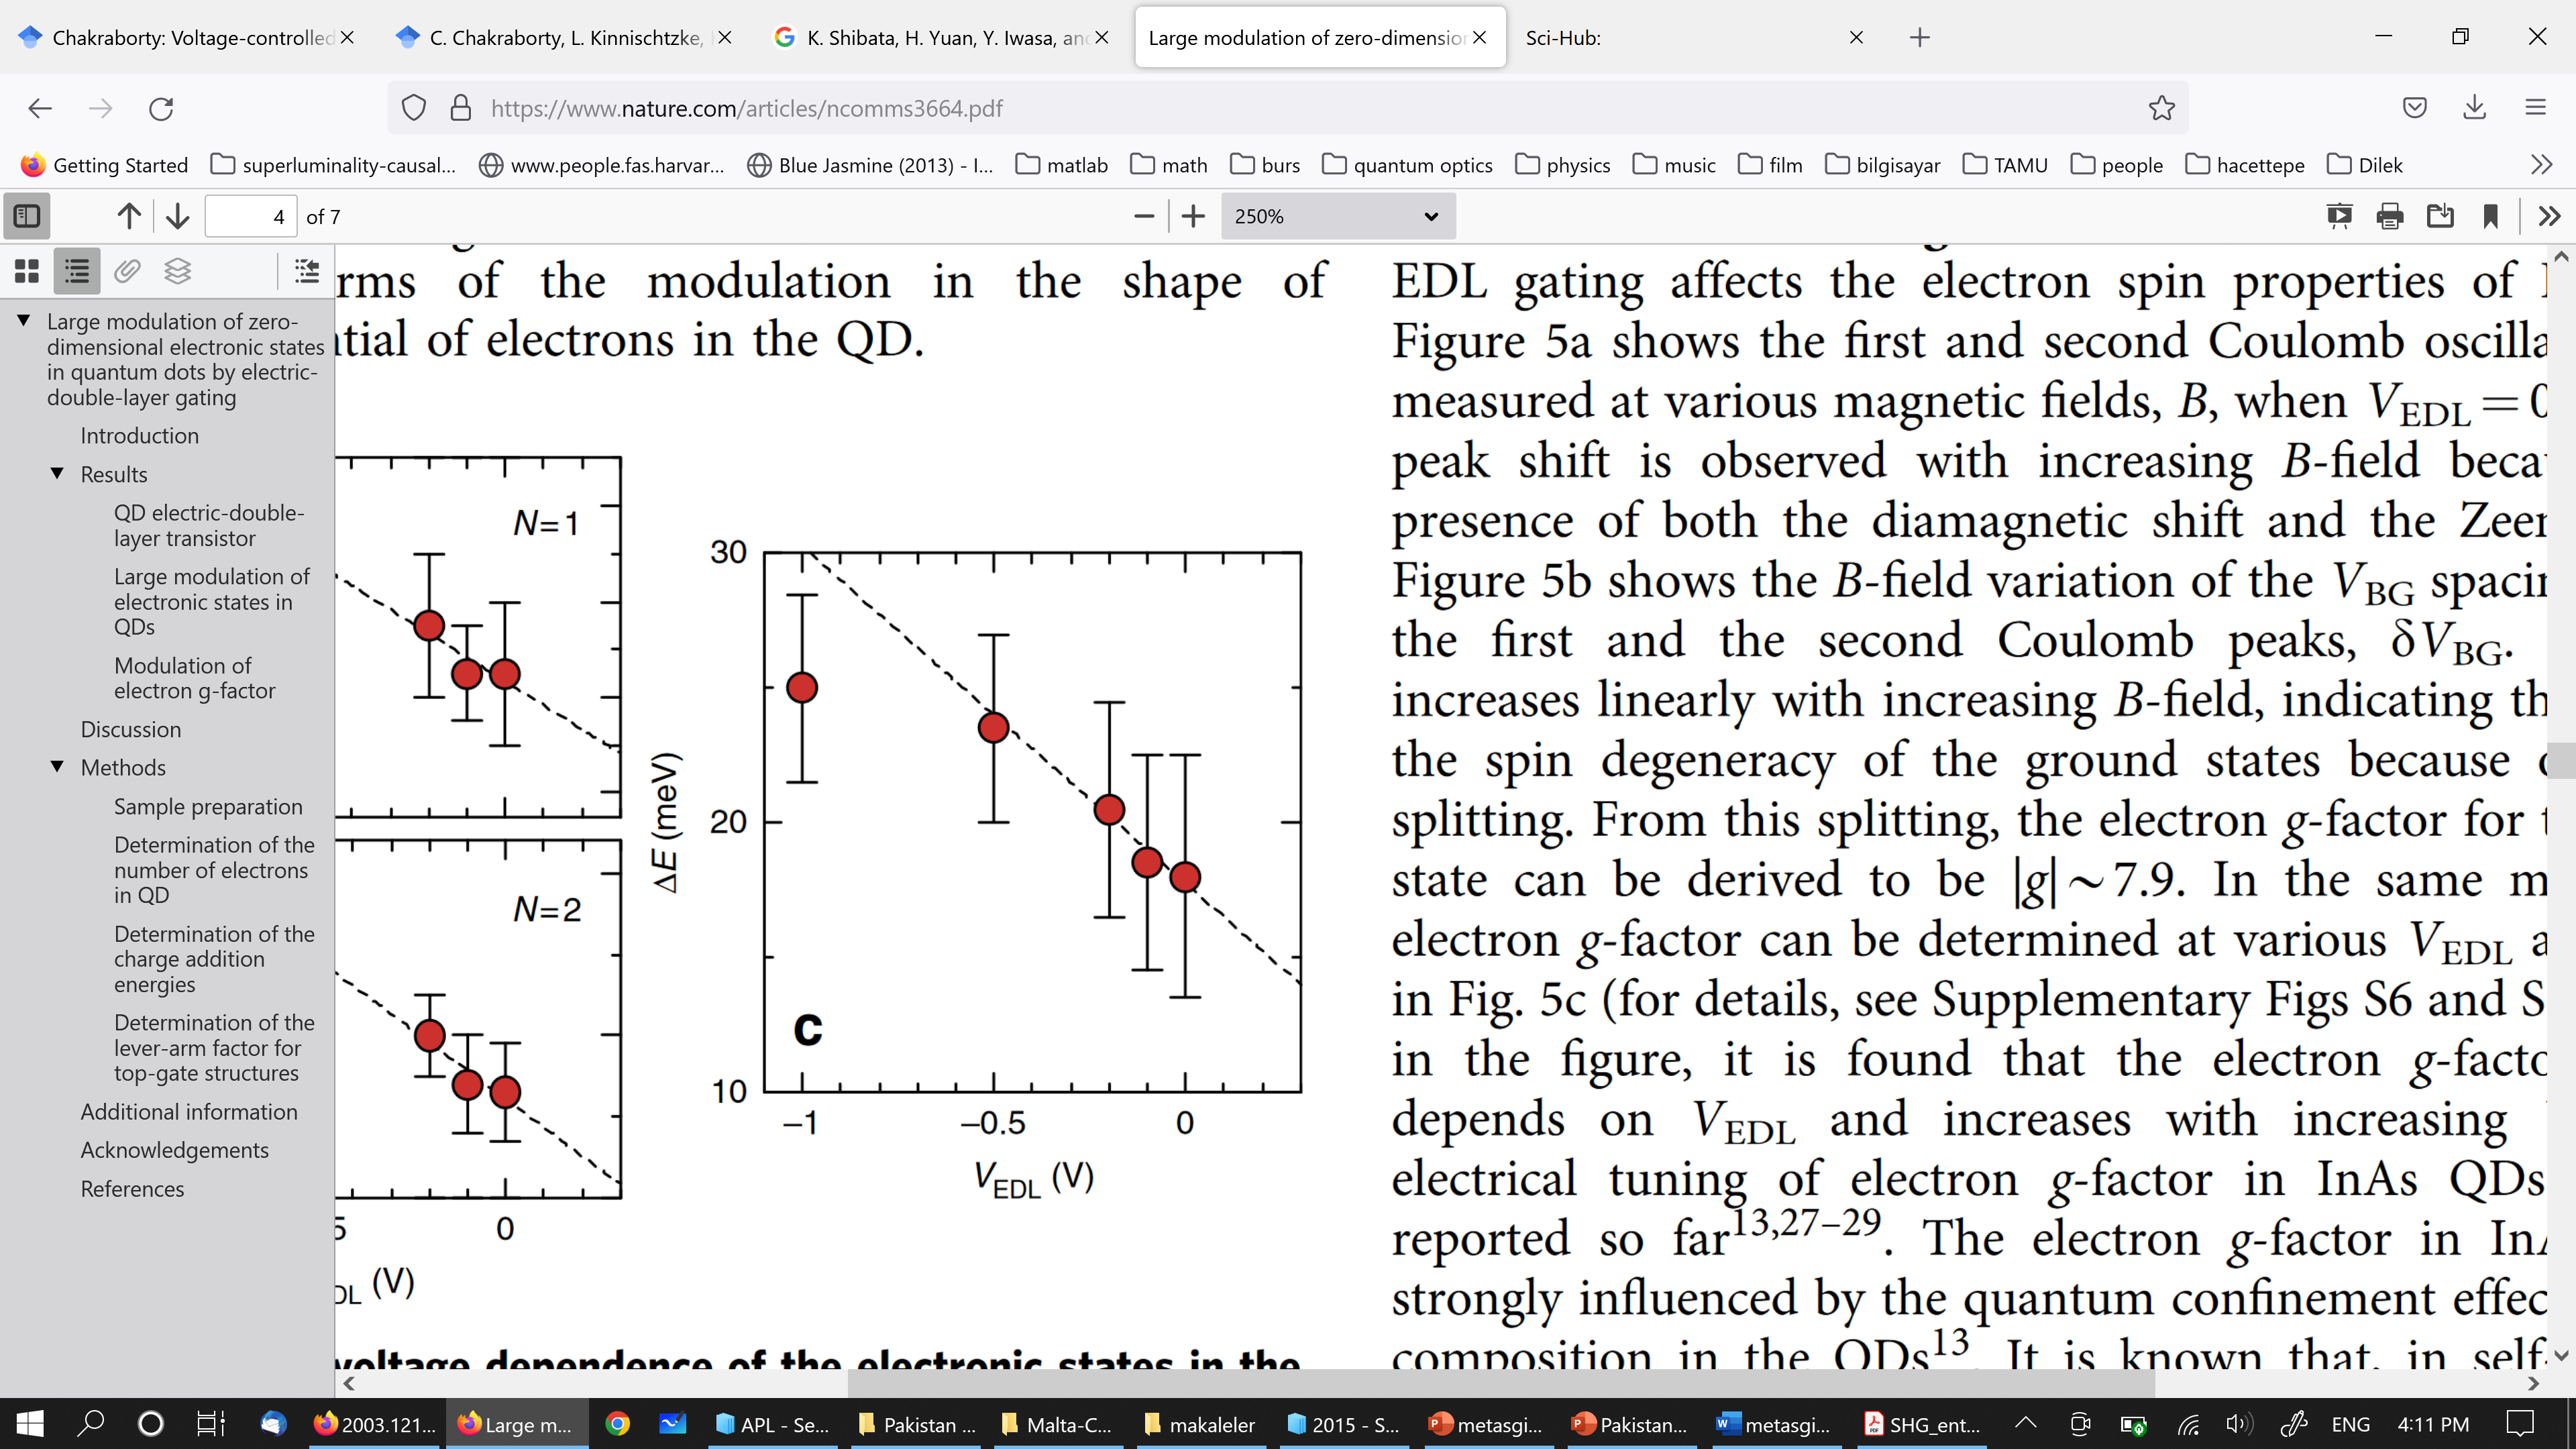 Chakraborty: Voltage-controlled
C. Chakraborty, L. Kinnischtzke,
K. Shibata, H. Yuan, Y. Iwasa, and
Large modulation of zero-dimension
Sci-Hub:
https://www.nature.com/articles/ncomms3664.pdf
Getting Started superluminality-causal... www.people.fas.harvar... Blue Jasmine (2013) - I... matlab math burs quantum optics physics music film bilgisayar TAMU people hacettepe Dilek
4 of 7 250%
Large modulation of zero-
dimensional electronic states
in quantum dots by electric-
double-layer gating
Introduction
Results
QD electric-double-
layer transistor
Large modulation of
electronic states in
QDs
Modulation of
electron g-factor
Discussion
Methods
Sample preparation
Determination of the
number of electrons
in QD
Determination of the
charge addition
energies
Determination of the
lever-arm factor for
top-gate structures
Additional information
Acknowledgements
References
rms of the modulation in the shape of
tial of electrons in the QD.
N=1
N=2
5 0
DL (V)
ΔE (meV)
30
20
10
c
–1 –0.5 0
VEDL (V)
voltage dependence of the electronic states in the
EDL gating affects the electron spin properties of
Figure 5a shows the first and second Coulomb oscilla
measured at various magnetic fields, B, when VEDL = 0
peak shift is observed with increasing B-field beca
presence of both the diamagnetic shift and the Zee
Figure 5b shows the B-field variation of the VBG spacin
the first and the second Coulomb peaks, δVBG.
increases linearly with increasing B-field, indicating th
the spin degeneracy of the ground states because
splitting. From this splitting, the electron g-factor for
state can be derived to be |g| ~ 7.9. In the same m
electron g-factor can be determined at various VEDL a
in Fig. 5c (for details, see Supplementary Figs S6 and S
in the figure, it is found that the electron g-facto
depends on VEDL and increases with increasing
electrical tuning of electron g-factor in InAs QDs
reported so far13,27–29. The electron g-factor in In
strongly influenced by the quantum confinement effec
composition in the QDs13. It is known that, in self-
2003.121... Large m... APL - Se... Pakistan ... Malta-C... makaleler 2015 - S... metasgi... Pakistan... metasgi... SHG_ent... ENG 4:11 PM